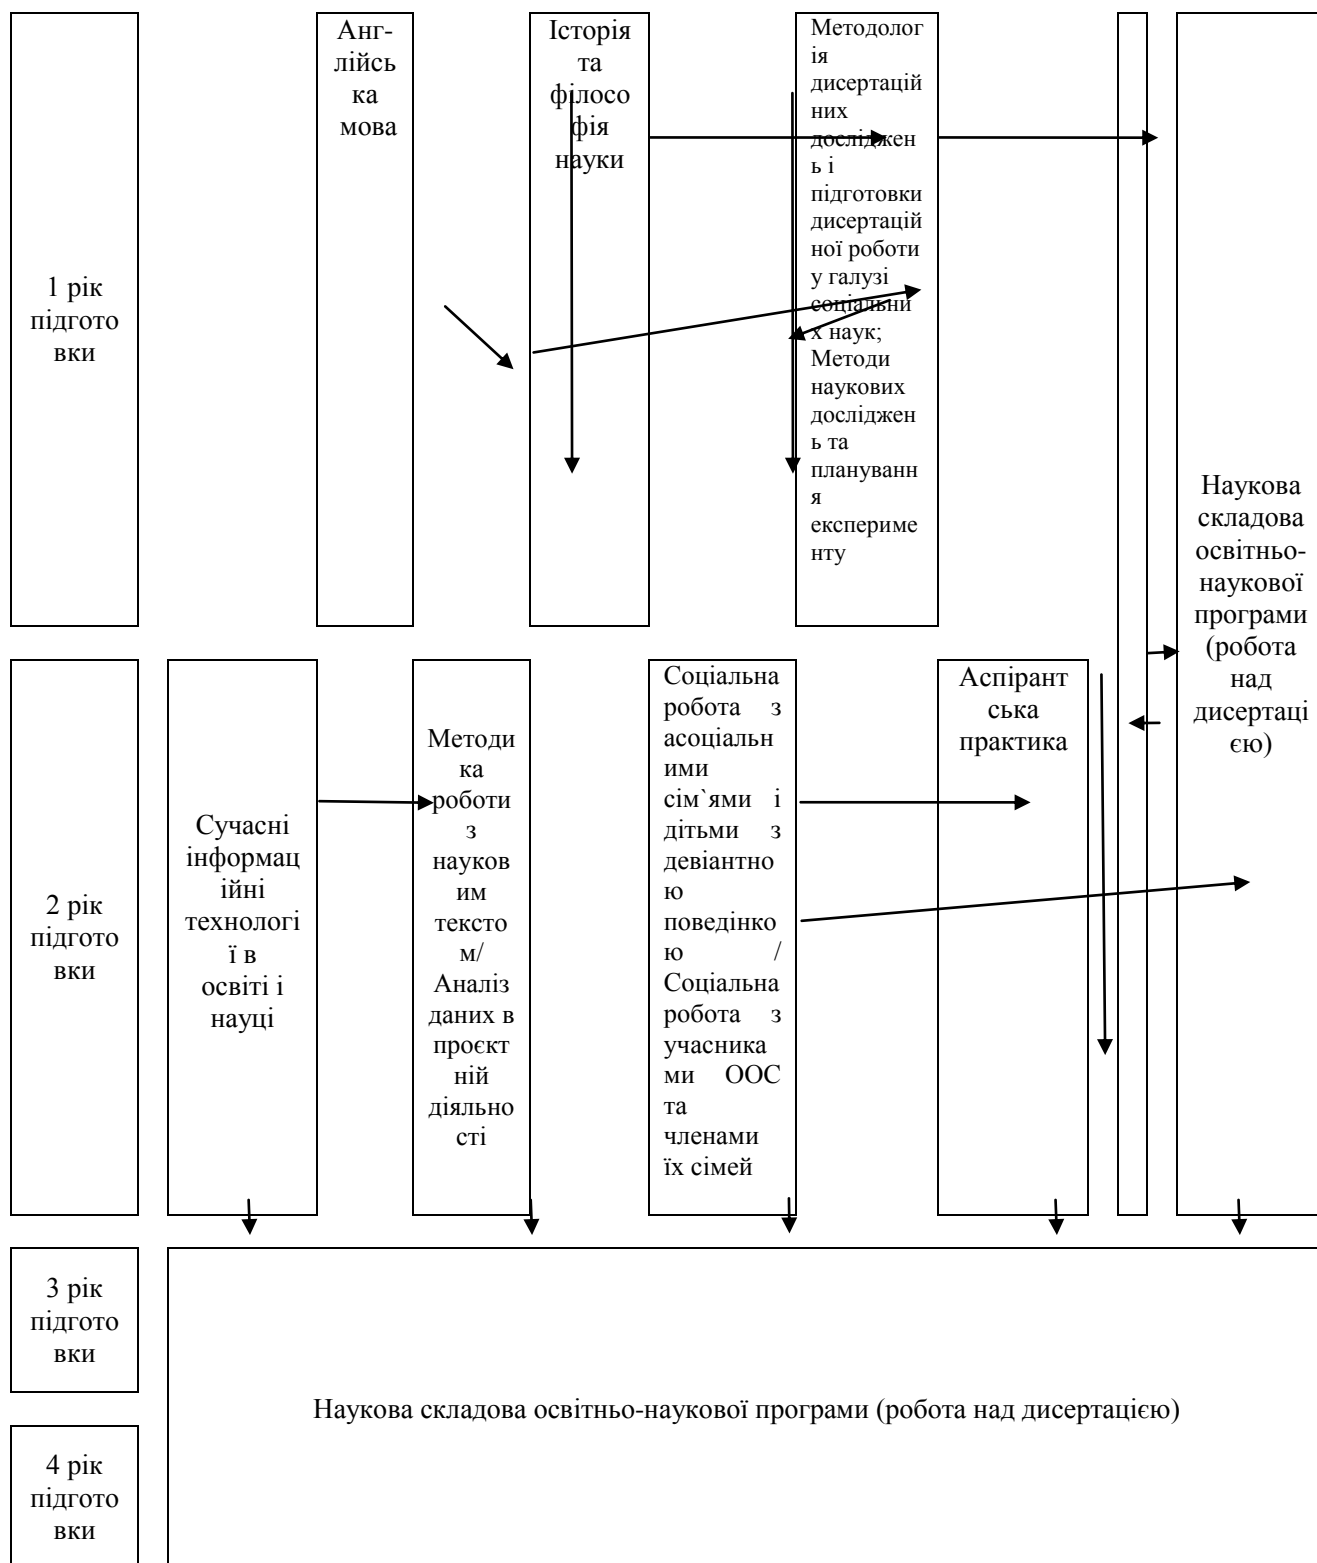 1 рік
підгото
вки
Анг-
лійсь
ка
мова
Історія
та
філосо
фія
науки
Методолог
ія
дисертацій
них
досліджен
ь і
підготовки
дисертацій
ної роботи
у галузі
соціальни
х наук;
Методи
наукових
досліджен
ь та
плануванн
я
експериме
нту
Наукова
складова
освітньо-
наукової
програми
(робота
над
дисертаці
єю)
2 рік
підгото
вки
Сучасні
інформац
ійні
технологі
ї в
освіті і
науці
Методи
ка
роботи
з
науков
им
тексто
м/
Аналіз
даних в
проєкт
ній
діяльно
сті
Соціальна
робота з
асоціальн
ими
сім`ями і
дітьми з
девіантно
ю
поведінко
ю /
Соціальна
робота з
учасника
ми ООС
та
членами
їх сімей
Аспірант
ська
практика
3 рік
підгото
вки
Наукова складова освітньо-наукової програми (робота над дисертацією)
4 рік
підгото
вки